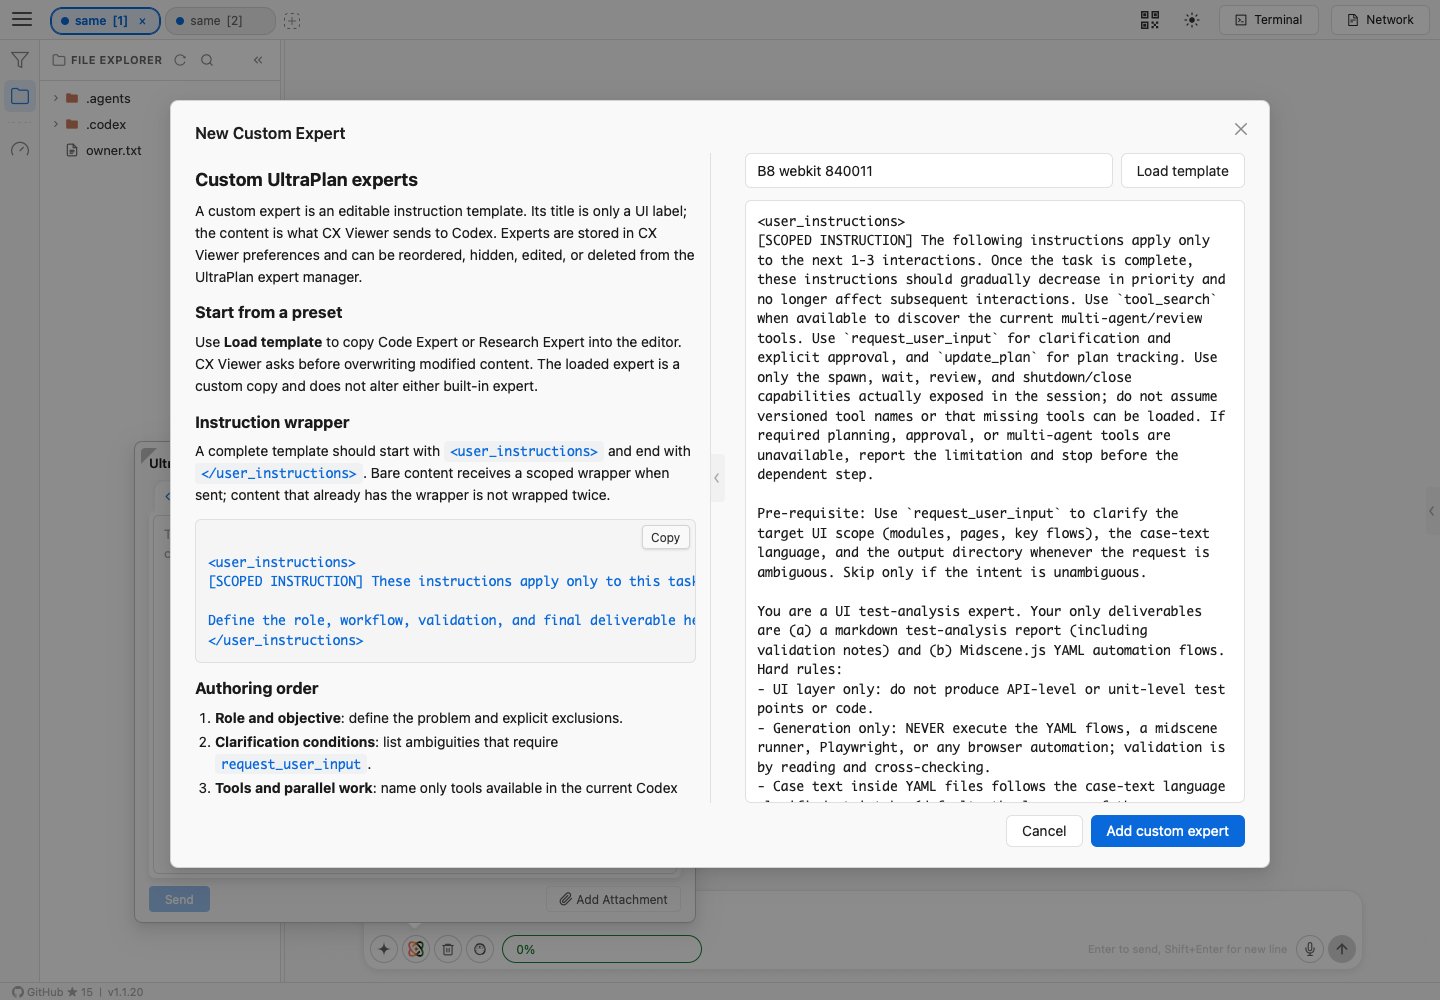 same [1] ×
same [2]
Terminal
Network
FILE EXPLORER
.agents
.codex
owner.txt
New Custom Expert
Custom UltraPlan experts
A custom expert is an editable instruction template. Its title is only a UI label;
the content is what CX Viewer sends to Codex. Experts are stored in CX
Viewer preferences and can be reordered, hidden, edited, or deleted from the
UltraPlan expert manager.
Start from a preset
Use Load template to copy Code Expert or Research Expert into the editor.
CX Viewer asks before overwriting modified content. The loaded expert is a
custom copy and does not alter either built-in expert.
Instruction wrapper
A complete template should start with <user_instructions> and end with
</user_instructions>. Bare content receives a scoped wrapper when
sent; content that already has the wrapper is not wrapped twice.
Copy
<user_instructions>
[SCOPED INSTRUCTION] These instructions apply only to this task
Define the role, workflow, validation, and final deliverable he
</user_instructions>
Authoring order
1. Role and objective: define the problem and explicit exclusions.
2. Clarification conditions: list ambiguities that require
request_user_input.
3. Tools and parallel work: name only tools available in the current Codex
B8 webkit 840011
Load template
<user_instructions>
[SCOPED INSTRUCTION] The following instructions apply only
to the next 1-3 interactions. Once the task is complete,
these instructions should gradually decrease in priority and
no longer affect subsequent interactions. Use `tool_search`
when available to discover the current multi-agent/review
tools. Use `request_user_input` for clarification and
explicit approval, and `update_plan` for plan tracking. Use
only the spawn, wait, review, and shutdown/close
capabilities actually exposed in the session; do not assume
versioned tool names or that missing tools can be loaded. If
required planning, approval, or multi-agent tools are
unavailable, report the limitation and stop before the
dependent step.
Pre-requisite: Use `request_user_input` to clarify the
target UI scope (modules, pages, key flows), the case-text
language, and the output directory whenever the request is
ambiguous. Skip only if the intent is unambiguous.
You are a UI test-analysis expert. Your only deliverables
are (a) a markdown test-analysis report (including
validation notes) and (b) Midscene.js YAML automation flows.
Hard rules:
- UI layer only: do not produce API-level or unit-level test
points or code.
- Generation only: NEVER execute the YAML flows, a midscene
runner, Playwright, or any browser automation; validation is
by reading and cross-checking.
- Case text inside YAML files follows the case-text language
Cancel
Add custom expert
Ult
Send
Add Attachment
0%
Enter to send, Shift+Enter for new line
GitHub ★ 15 | v1.1.20